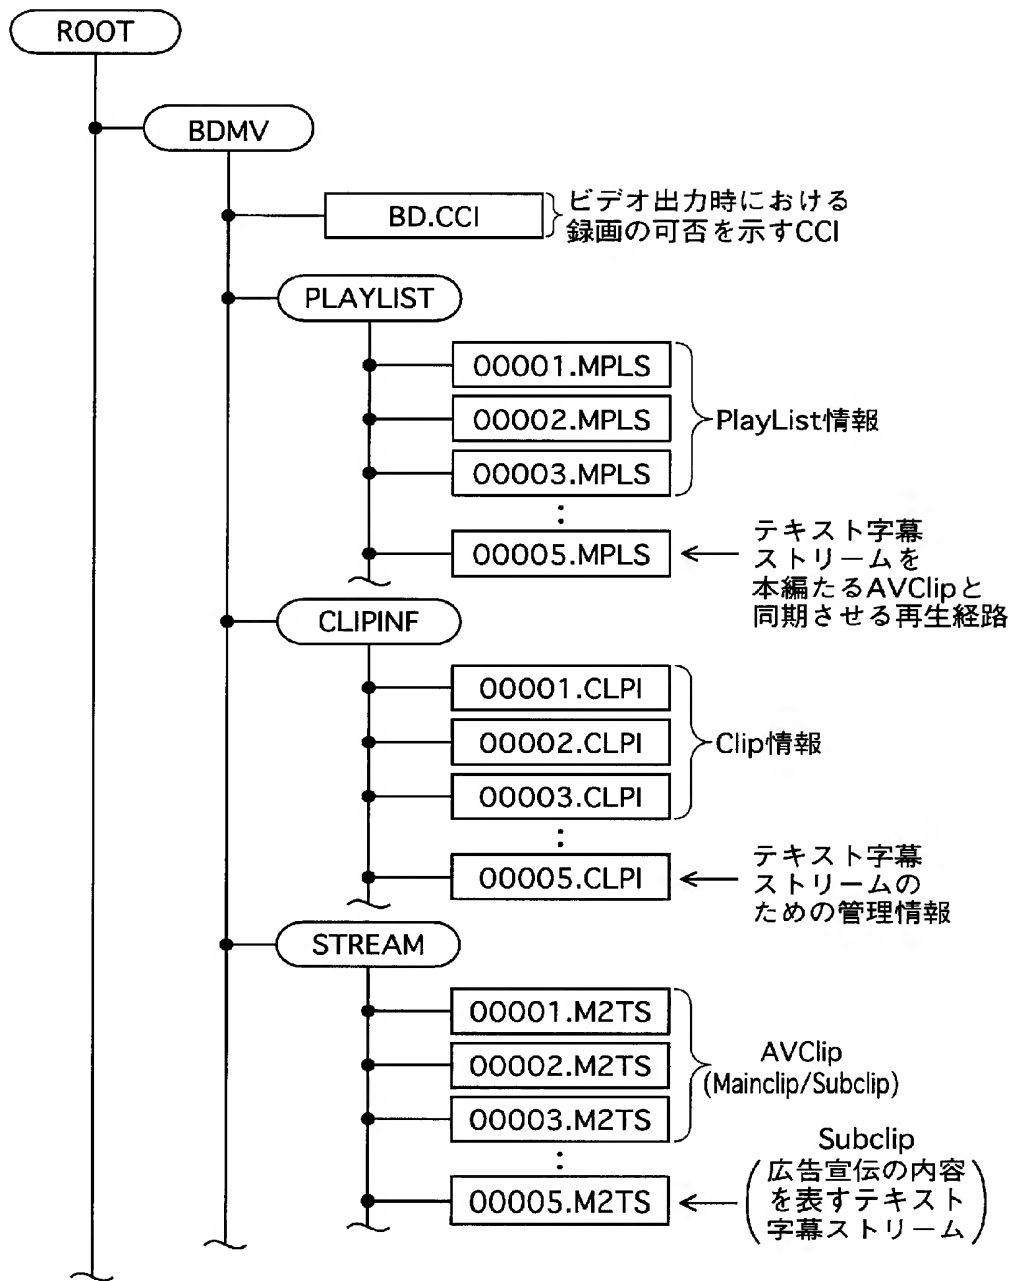 ROOT
BDMV
BD.CCI
ビデオ出力時における
録画の可否を示すCCI
PLAYLIST
00001.MPLS
00002.MPLS
00003.MPLS
PlayList情報
00005.MPLS
テキスト字幕
ストリームを
本編たるAVClipと
同期させる再生経路
CLIPINF
00001.CLPI
00002.CLPI
00003.CLPI
Clip情報
00005.CLPI
テキスト字幕
ストリームの
ための管理情報
STREAM
00001.M2TS
00002.M2TS
00003.M2TS
AVClip
(Mainclip/Subclip)
00005.M2TS
Subclip
(広告宣伝の内容
を表すテキスト
字幕ストリーム)